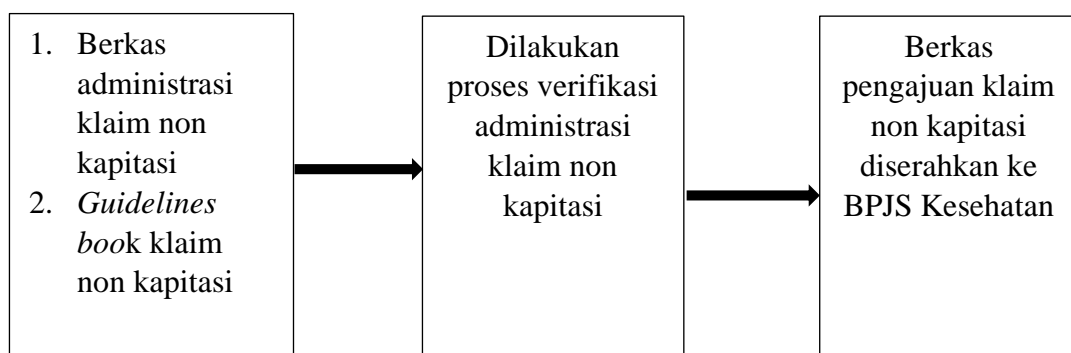 1. Berkas
administrasi
klaim non
kapitasi
2. Guidelines
book klaim
non kapitasi
Dilakukan
proses verifikasi
administrasi
klaim non
kapitasi
Berkas
pengajuan klaim
non kapitasi
diserahkan ke
BPJS Kesehatan